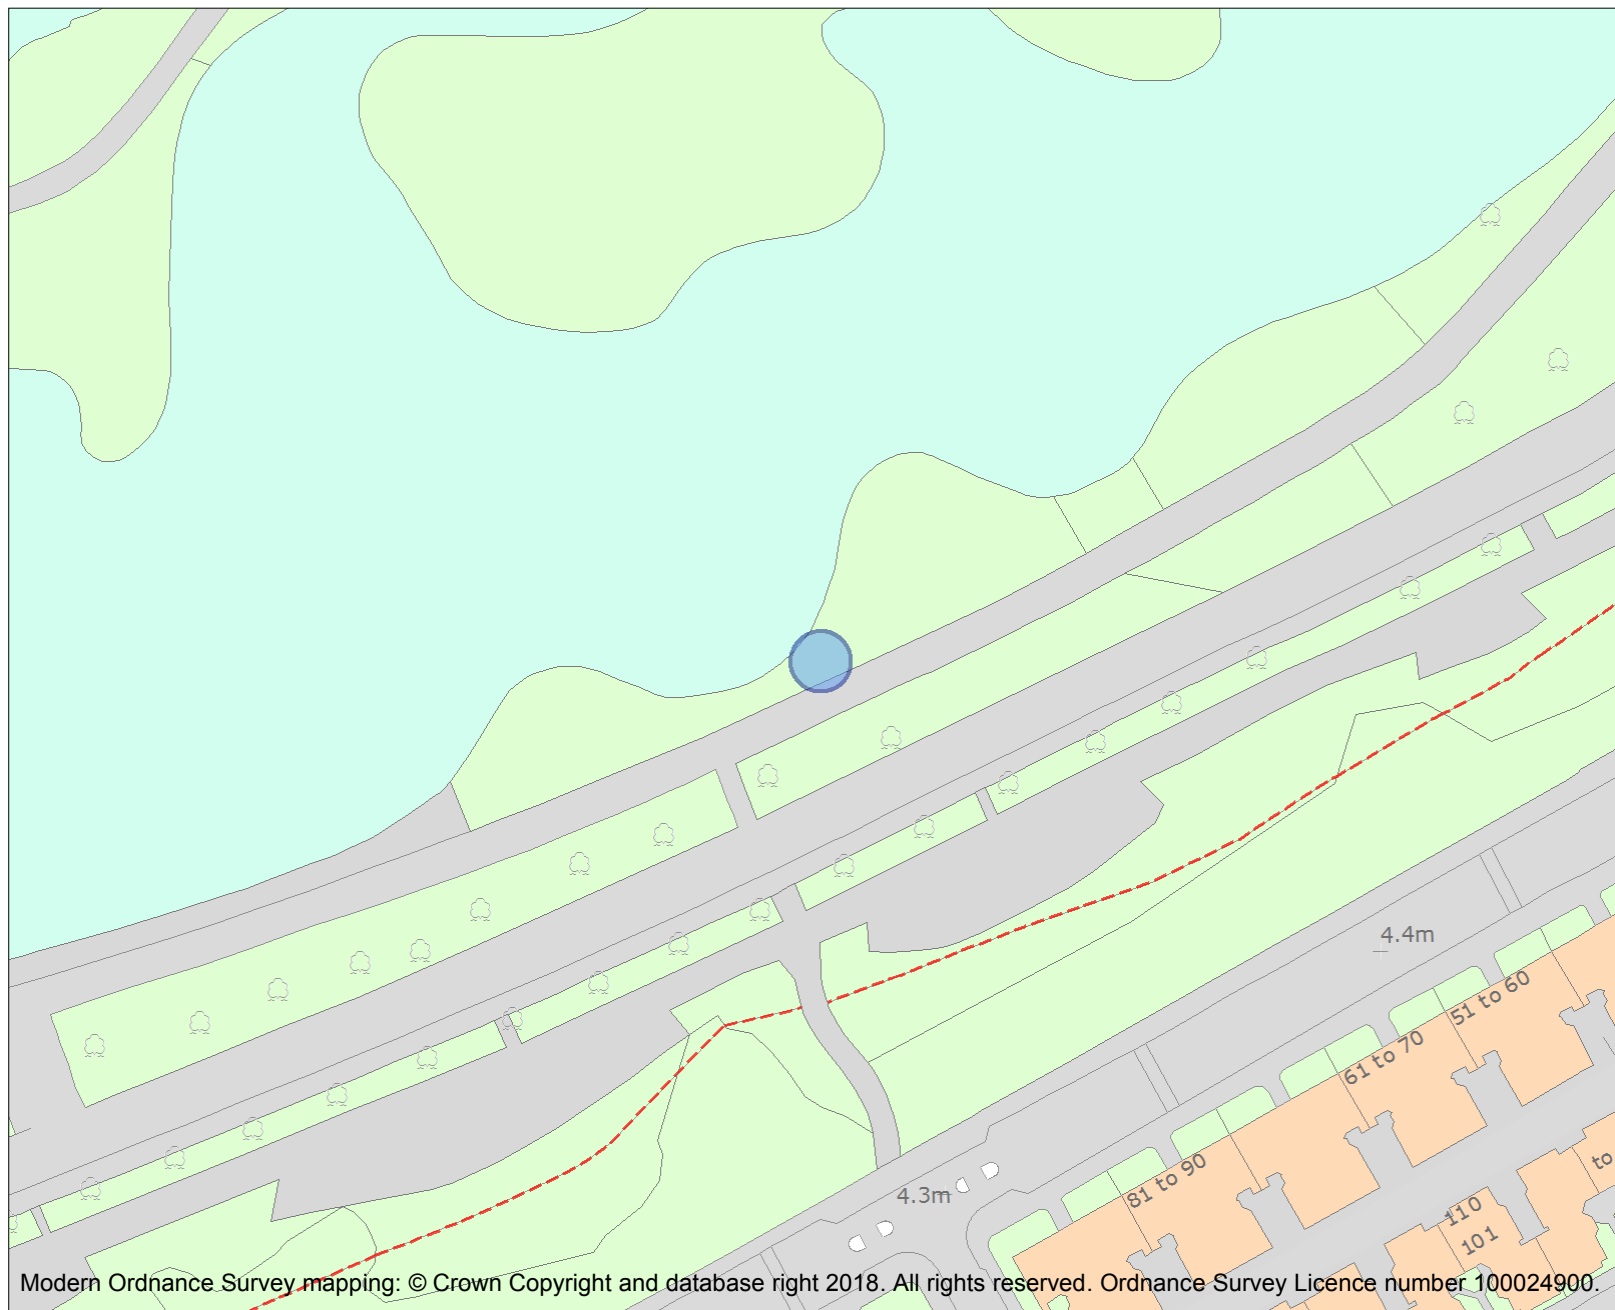 4.4m
51 to 60
61 to 70
81 to 90
to
4.3m
110
101
Modern Ordnance Survey mapping: © Crown Copyright and database right 2018. All rights reserved. Ordnance Survey Licence number 100024900.